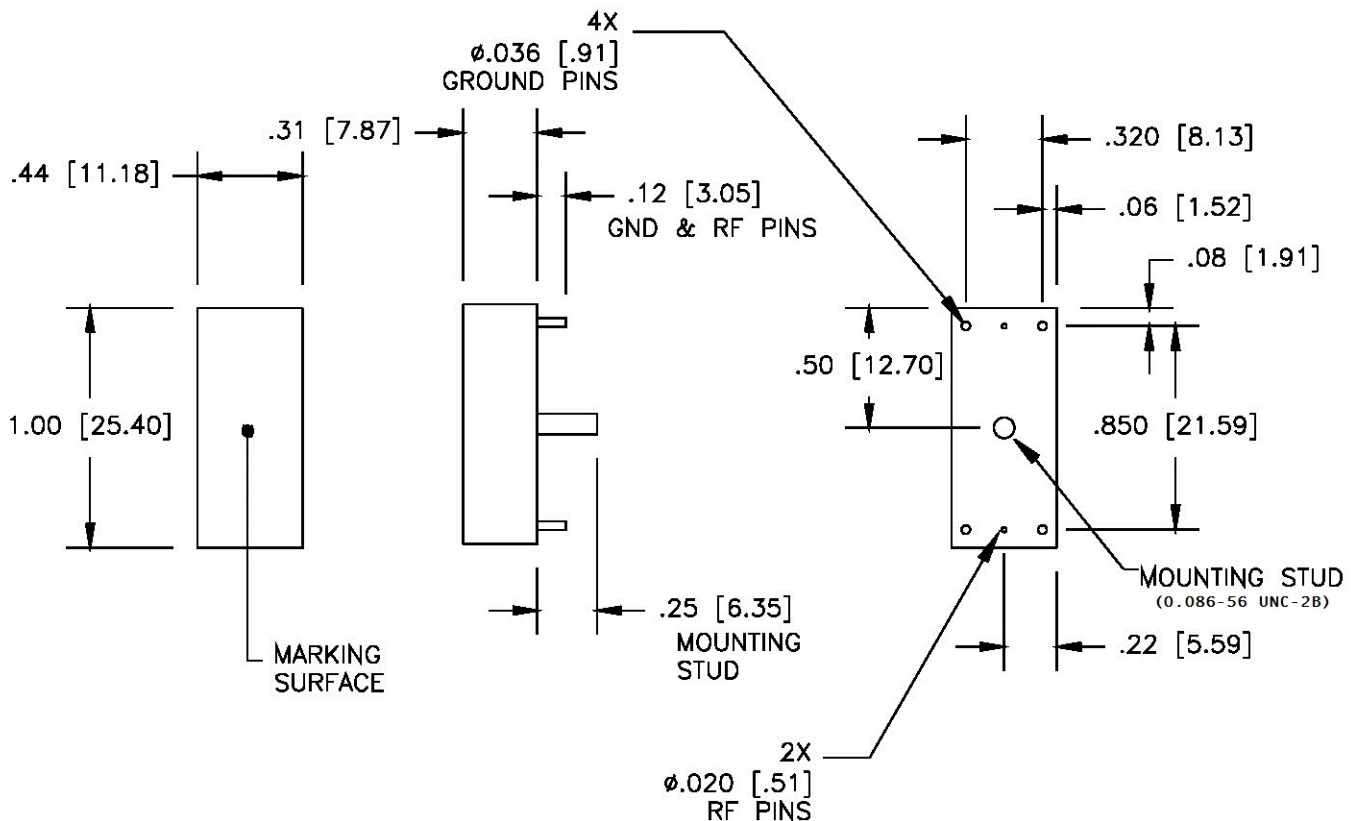 4X
ø.036 [.91]
GROUND PINS
.31 [7.87]
.320 [8.13]
.44 [11.18]
.12 [3.05]
GND & RF PINS
.06 [1.52]
.08 [1.91]
.50 [12.70]
1.00 [25.40]
.850 [21.59]
MOUNTING STUD
(0.086-56 UNC-2B)
.25 [6.35]
MOUNTING
STUD
.22 [5.59]
MARKING
SURFACE
2X
ø.020 [.51]
RF PINS